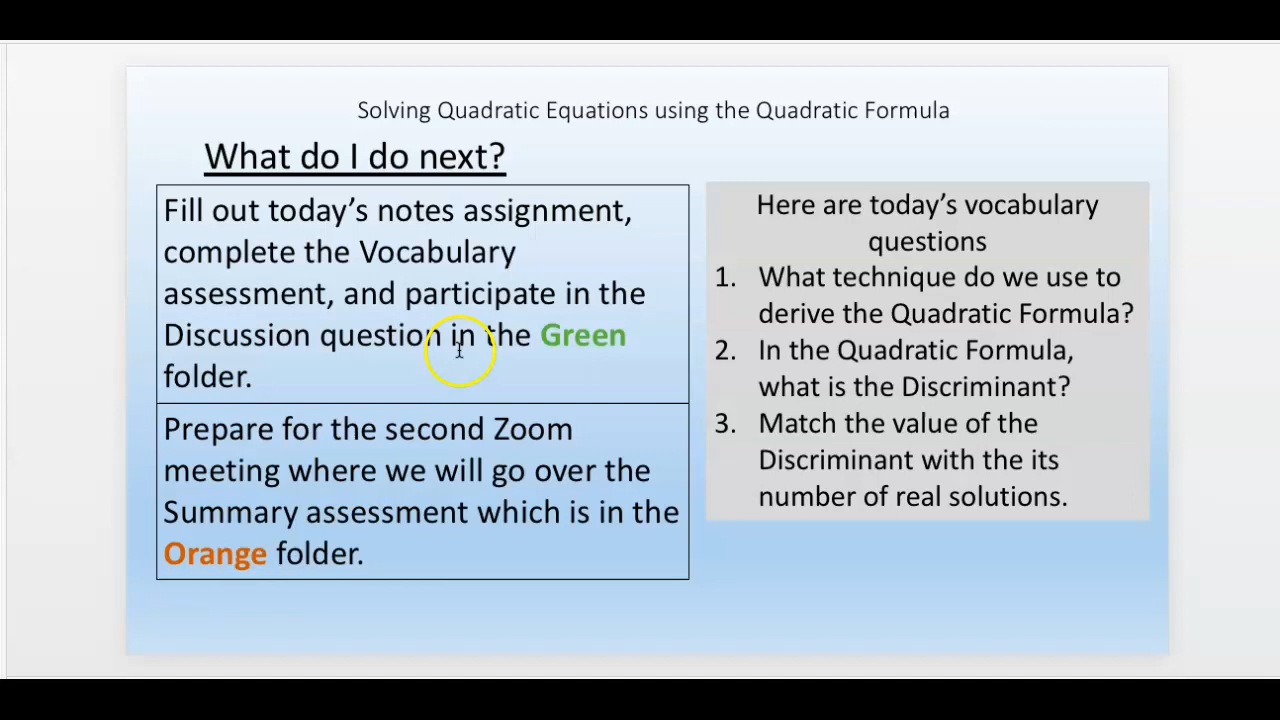 Solving Quadratic Equations using the Quadratic Formula
What do I do next?
Fill out today’s notes assignment,
complete the Vocabulary
assessment, and participate in the
Discussion question in the Green
folder.
Prepare for the second Zoom
meeting where we will go over the
Summary assessment which is in the
Orange folder.
Here are today’s vocabulary
questions
1. What technique do we use to
derive the Quadratic Formula?
2. In the Quadratic Formula,
what is the Discriminant?
3. Match the value of the
Discriminant with the its
number of real solutions.